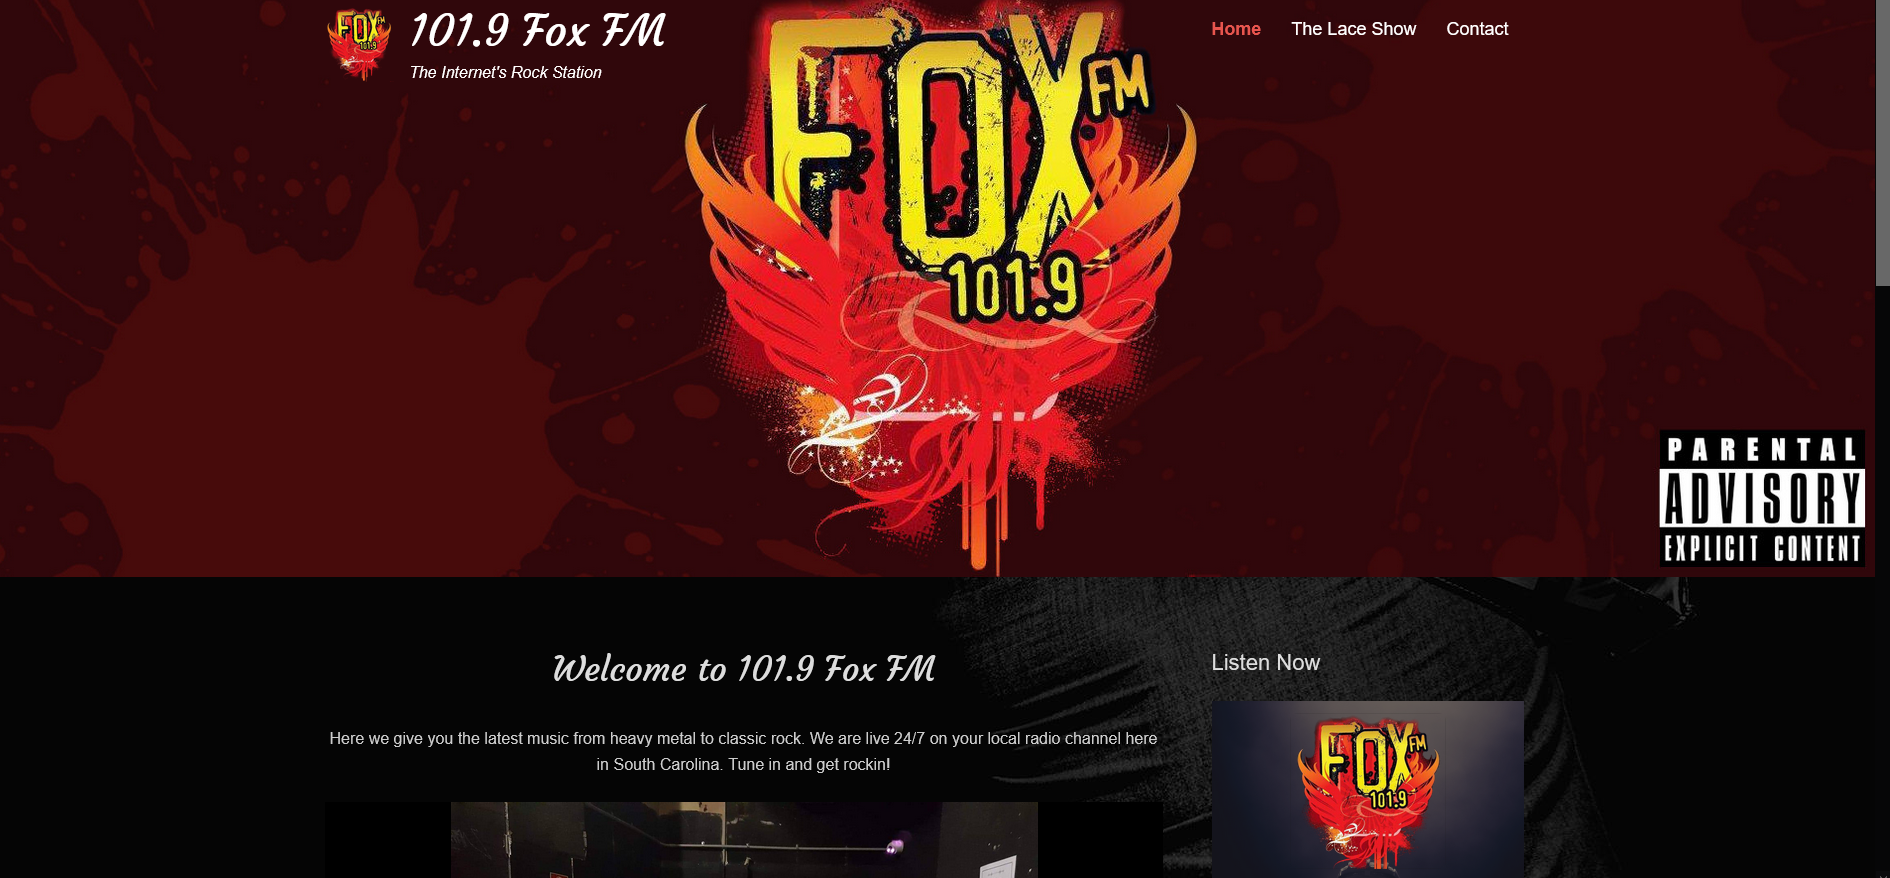 101.9 Fox FM
The Internet's Rock Station
Home The Lace Show Contact
FOX FM
101.9
FOX FM
101.9
PARENTAL
ADVISORY
EXPLICIT CONTENT
Welcome to 101.9 Fox FM
Here we give you the latest music from heavy metal to classic rock. We are live 24/7 on your local radio channel here
in South Carolina. Tune in and get rockin!
Listen Now
FOX FM
101.9